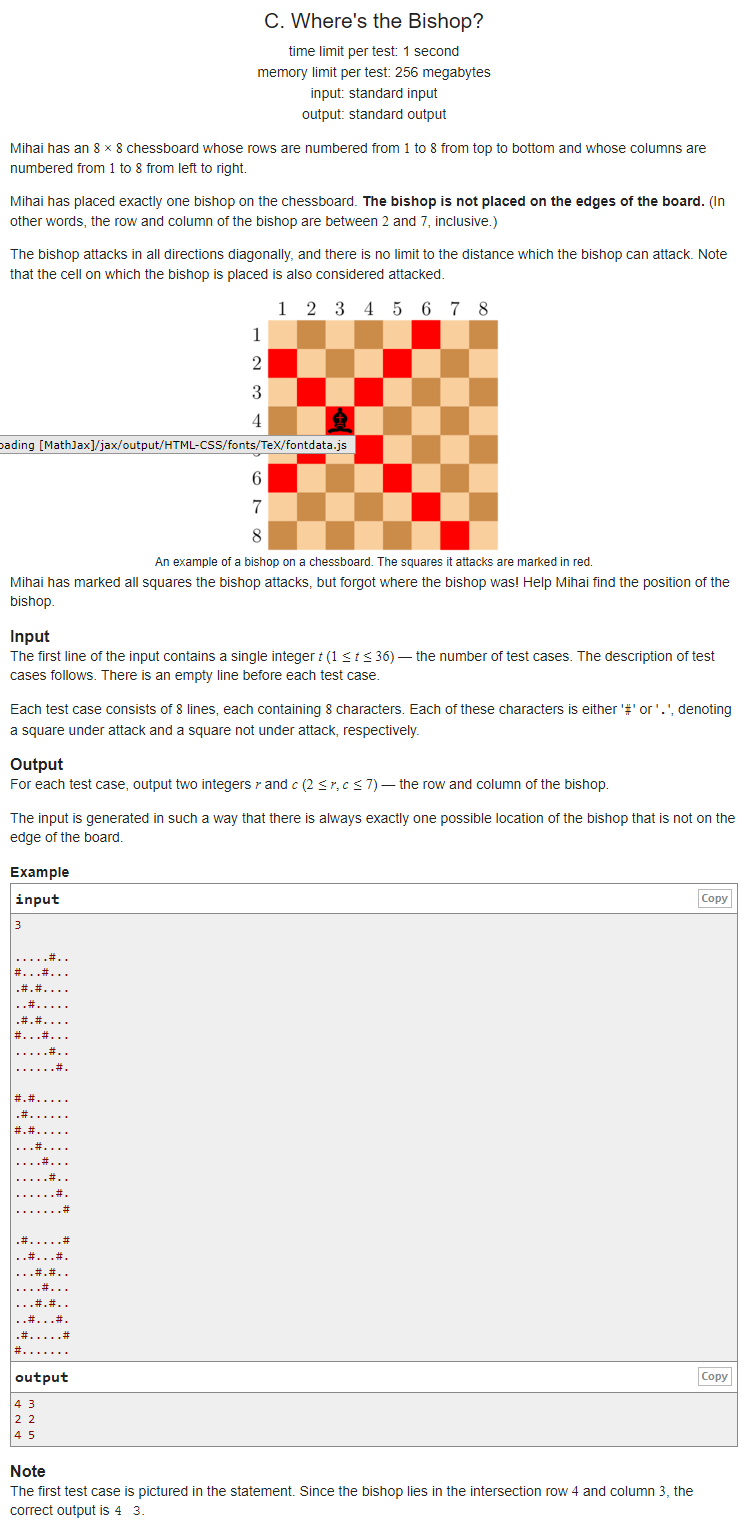 C. Where's the Bishop?
time limit per test: 1 second
memory limit per test: 256 megabytes
input: standard input
output: standard output
Mihai has an 8 × 8 chessboard whose rows are numbered from 1 to 8 from top to bottom and whose columns are
numbered from 1 to 8 from left to right.
Mihai has placed exactly one bishop on the chessboard. The bishop is not placed on the edges of the board. (In
other words, the row and column of the bishop are between 2 and 7, inclusive.)
The bishop attacks in all directions diagonally, and there is no limit to the distance which the bishop can attack. Note
that the cell on which the bishop is placed is also considered attacked.
1 2 3 4 5 6 7 8
1
2
3
4
oading [MathJax]/jax/output/HTML-CSS/fonts/TeX/fontdata.js
6
7
8
An example of a bishop on a chessboard. The squares it attacks are marked in red.
Mihai has marked all squares the bishop attacks, but forgot where the bishop was! Help Mihai find the position of the
bishop.
Input
The first line of the input contains a single integer t (1 ≤ t ≤ 36) — the number of test cases. The description of test
cases follows. There is an empty line before each test case.
Each test case consists of 8 lines, each containing 8 characters. Each of these characters is either '#' or '.', denoting
a square under attack and a square not under attack, respectively.
Output
For each test case, output two integers r and c (2 ≤ r, c ≤ 7) — the row and column of the bishop.
The input is generated in such a way that there is always exactly one possible location of the bishop that is not on the
edge of the board.
Example
input
Copy
3
.....#..
#...#...
.#.#....
..#.....
.#.#....
#...#...
.....#..
......#.
#.#.....
.#......
#.#.....
...#....
....#...
.....#..
......#.
.......#
.#.....#
..#...#.
...#.#..
....#...
...#.#..
..#...#.
.#.....#
#.......
output
Copy
4 3
2 2
4 5
Note
The first test case is pictured in the statement. Since the bishop lies in the intersection row 4 and column 3, the
correct output is 4 3.